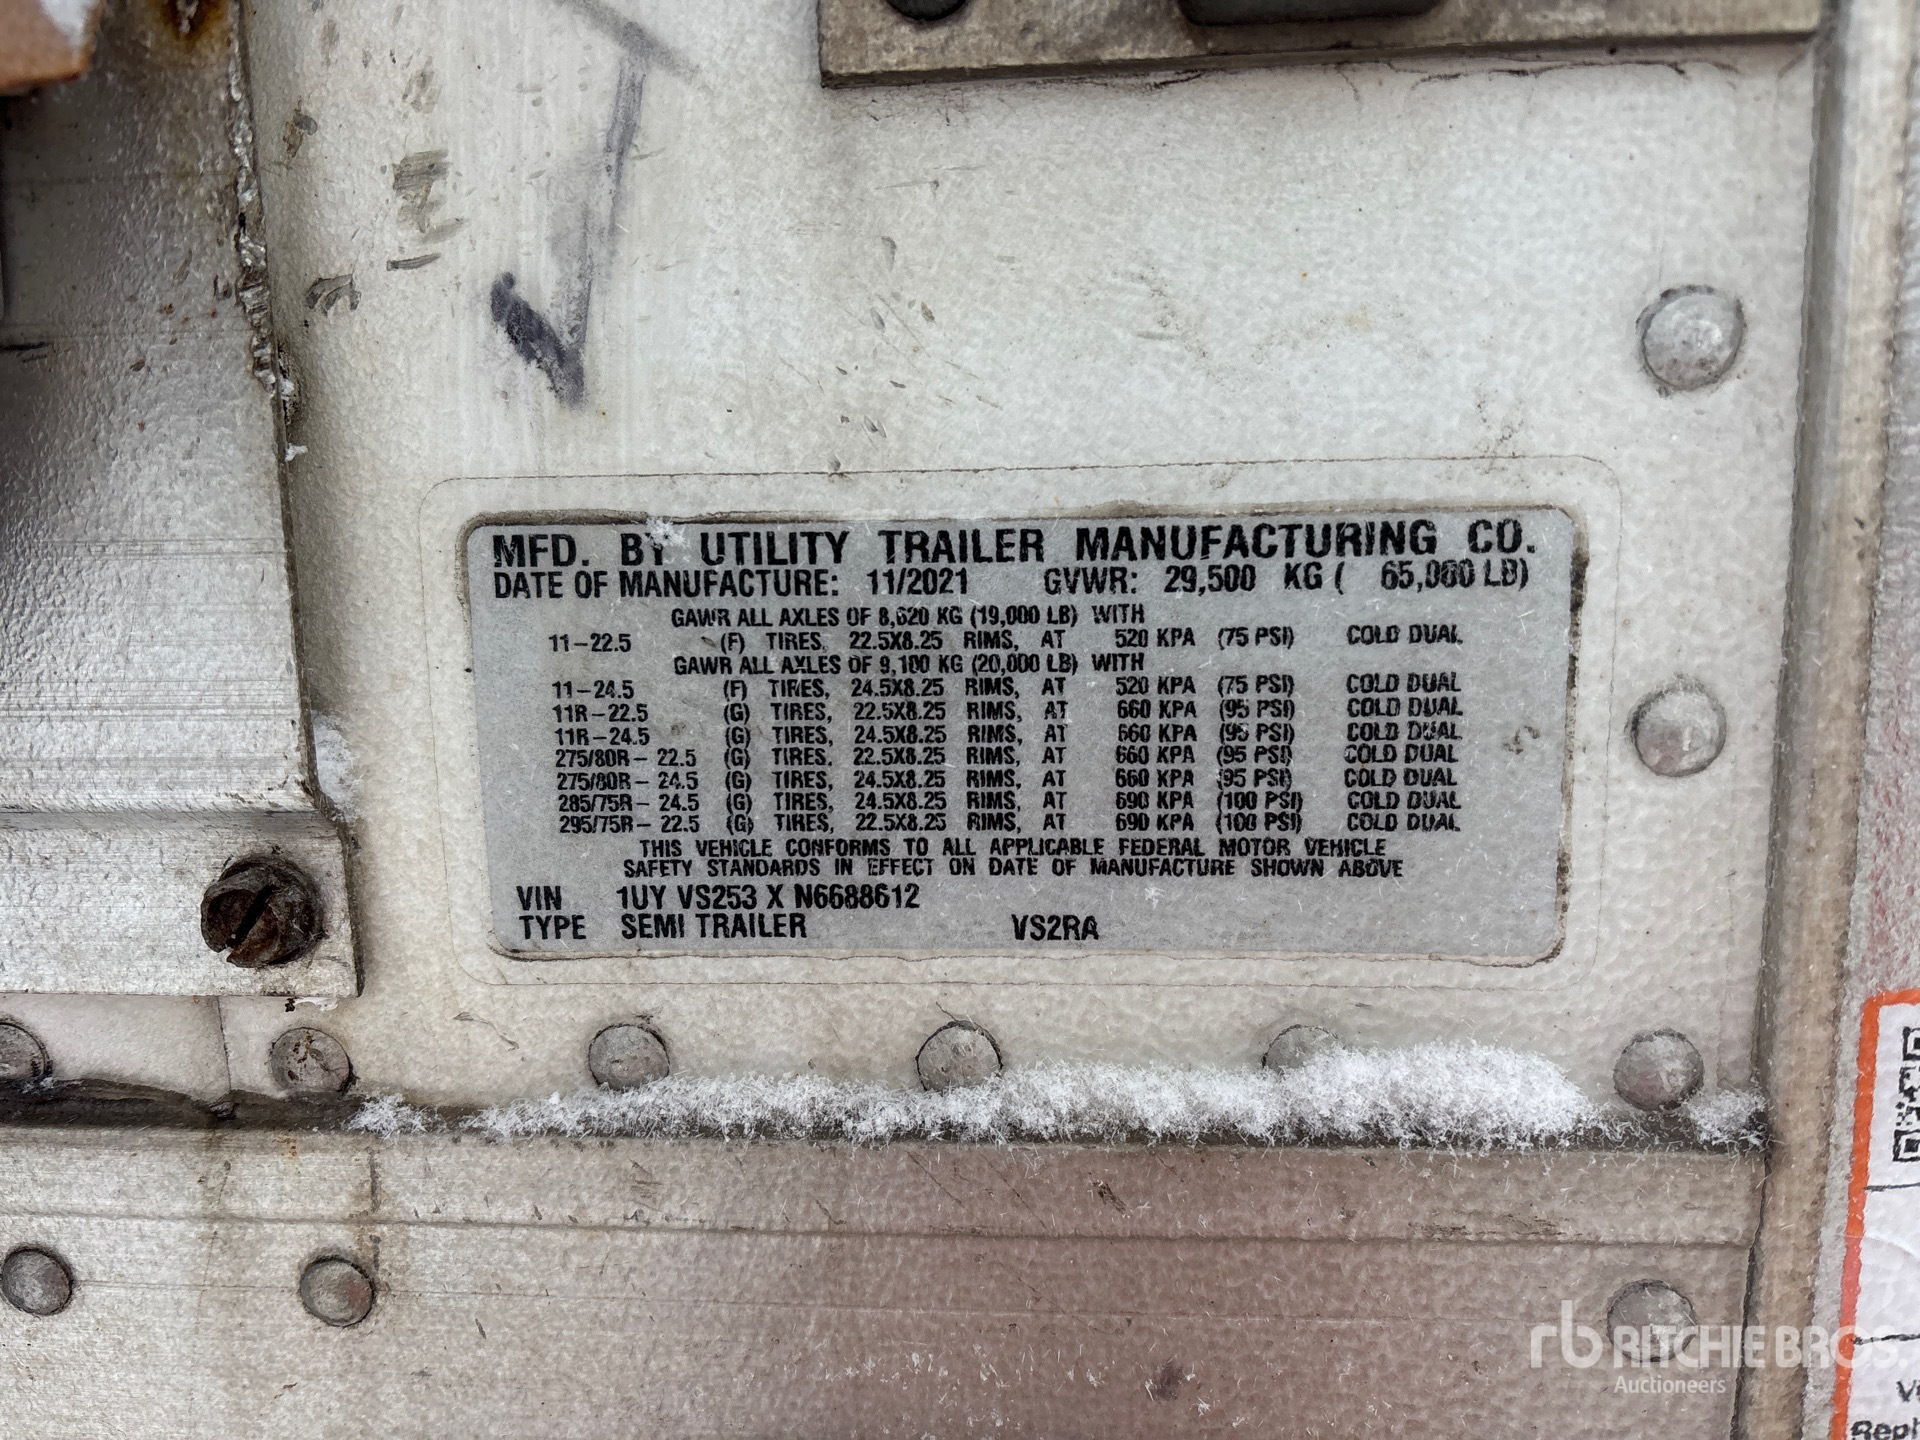 MFD. BY UTILITY TRAILER MANUFACTURING CO.
DATE OF MANUFACTURE: 11/2021 GVWR: 29,500 KG ( 65,000 LB)
GAWR ALL AXLES OF 8,620 KG (19,000 LB) WITH
11-22.5 (F) TIRES, 22.5X8.25 RIMS, AT 520 KPA (75 PSI) COLD DUAL
GAWR ALL AXLES OF 9,100 KG (20,000 LB) WITH
11-24.5 (F) TIRES, 24.5X8.25 RIMS, AT 520 KPA (75 PSI) COLD DUAL
11R-22.5 (G) TIRES, 22.5X8.25 RIMS, AT 660 KPA (95 PSI) COLD DUAL
11R-24.5 (G) TIRES, 24.5X8.25 RIMS, AT 660 KPA (95 PSI) COLD DUAL
275/80R-22.5 (G) TIRES, 22.5X8.25 RIMS, AT 660 KPA (95 PSI) COLD DUAL
275/80R-24.5 (G) TIRES, 24.5X8.25 RIMS, AT 660 KPA (95 PSI) COLD DUAL
285/75R-24.5 (G) TIRES, 24.5X8.25 RIMS, AT 690 KPA (100 PSI) COLD DUAL
295/75R-22.5 (G) TIRES, 22.5X8.25 RIMS, AT 690 KPA (100 PSI) COLD DUAL
THIS VEHICLE CONFORMS TO ALL APPLICABLE FEDERAL MOTOR VEHICLE
SAFETY STANDARDS IN EFFECT ON DATE OF MANUFACTURE SHOWN ABOVE
VIN 1UY VS253 X N6688612
TYPE SEMI TRAILER VS2RA
rb RITCHIE BROS.
Auctioneers